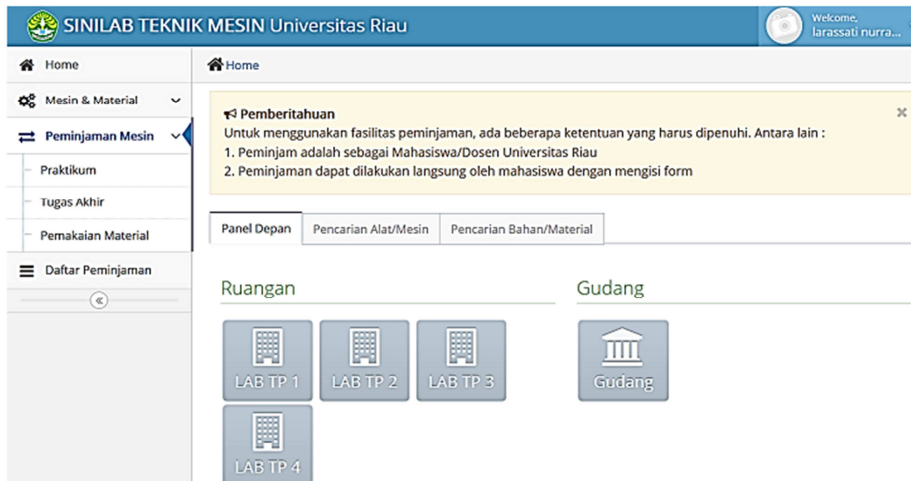 SINILAB TEKNIK MESIN Universitas Riau
Welcome,
larassati nurra...
Home
Mesin & Material
Peminjaman Mesin
Praktikum
Tugas Akhir
Pemakaian Material
Daftar Peminjaman
Home
Pemberitahuan
Untuk menggunakan fasilitas peminjaman, ada beberapa ketentuan yang harus dipenuhi. Antara lain :
1. Peminjam adalah sebagai Mahasiswa/Dosen Universitas Riau
2. Peminjaman dapat dilakukan langsung oleh mahasiswa dengan mengisi form
Panel Depan Pencarian Alat/Mesin Pencarian Bahan/Material
Ruangan
LAB TP 1 LAB TP 2 LAB TP 3
LAB TP 4
Gudang
Gudang